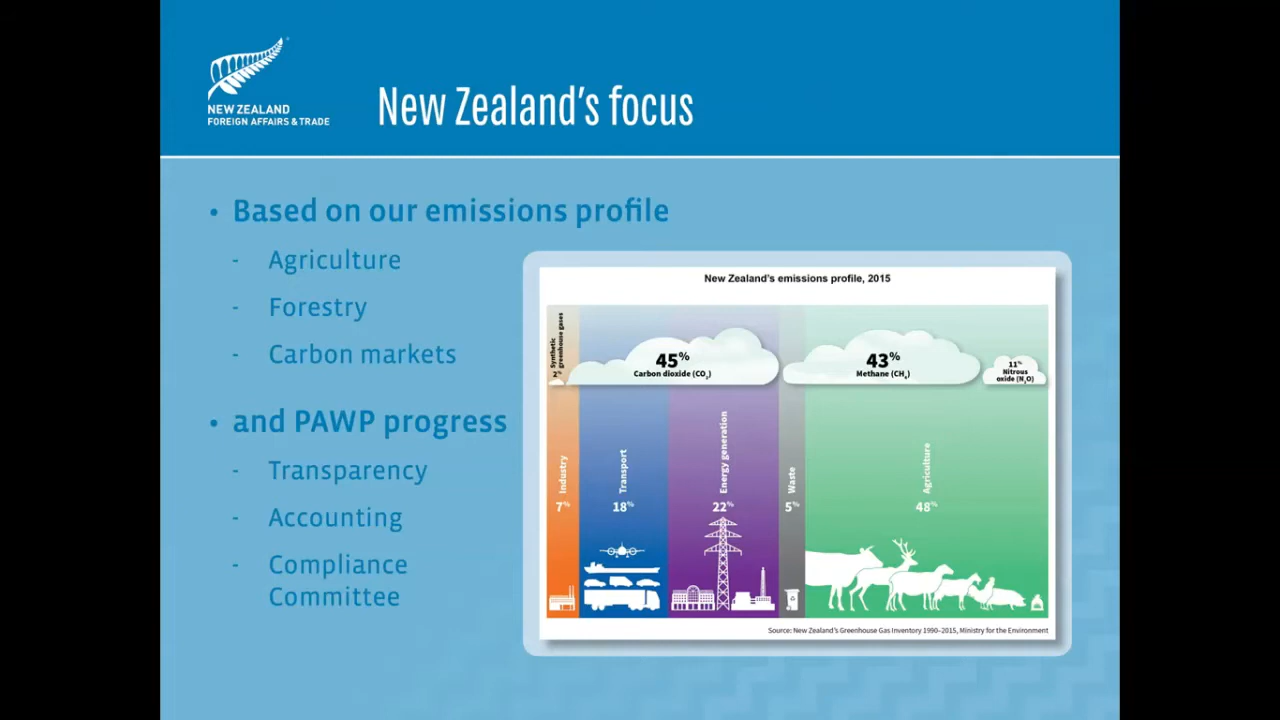 NEW ZEALAND
FOREIGN AFFAIRS & TRADE
New Zealand's focus
• Based on our emissions profile
- Agriculture
- Forestry
- Carbon markets
• and PAWP progress
- Transparency
- Accounting
- Compliance
Committee
New Zealand's emissions profile, 2015
Synthetic
greenhouse gases
2%
45%
Carbon dioxide (CO2)
43%
Methane (CH4)
11%
Nitrous
oxide (N2O)
Industry
7%
Transport
18%
Energy generation
22%
Waste
5%
Agriculture
48%
Source: New Zealand's Greenhouse Gas Inventory 1990–2015, Ministry for the Environment